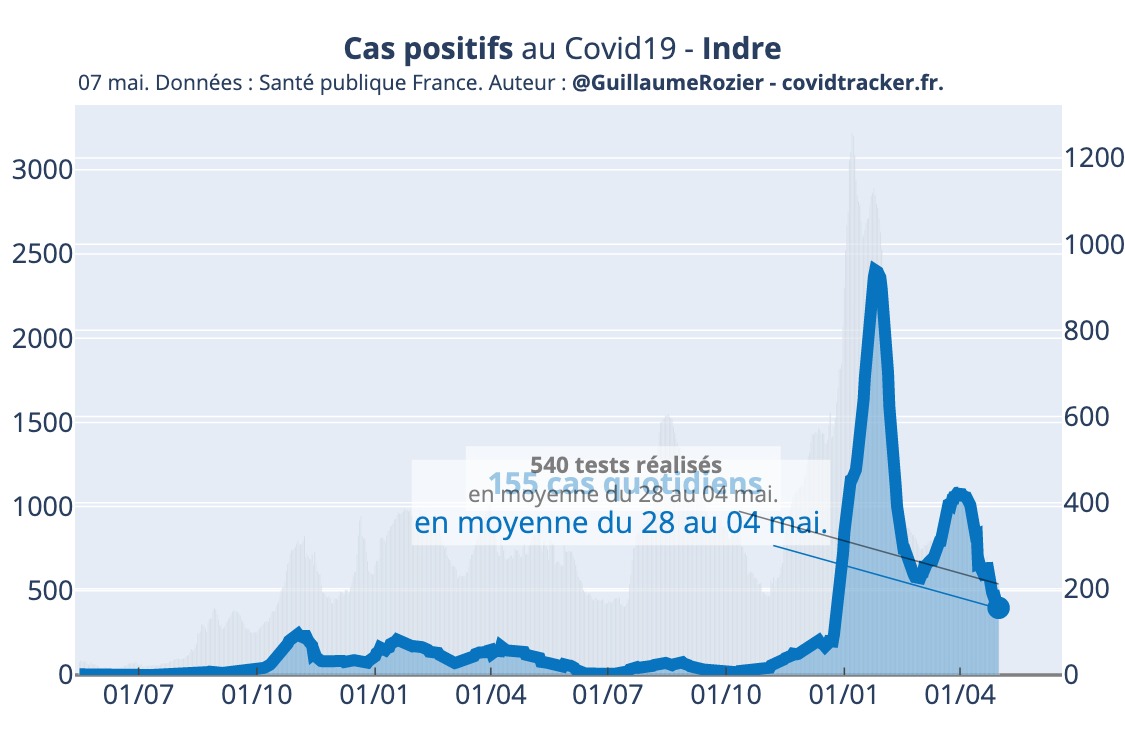 Cas positifs au Covid19 - Indre
07 mai. Données : Santé publique France. Auteur : @GuillaumeRozier - covidtracker.fr.
3000
2500
2000
1500
1000
500
0
1200
1000
800
600
400
200
0
540 tests réalisés
155 cas quotidiens
en moyenne du 28 au 04 mai.
en moyenne du 28 au 04 mai.
01/07 01/10 01/01 01/04 01/07 01/10 01/01 01/04